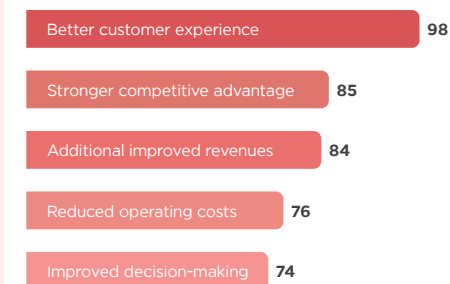 Better customer experience 98
Stronger competitive advantage 85
Additional improved revenues 84
Reduced operating costs 76
Improved decision-making 74